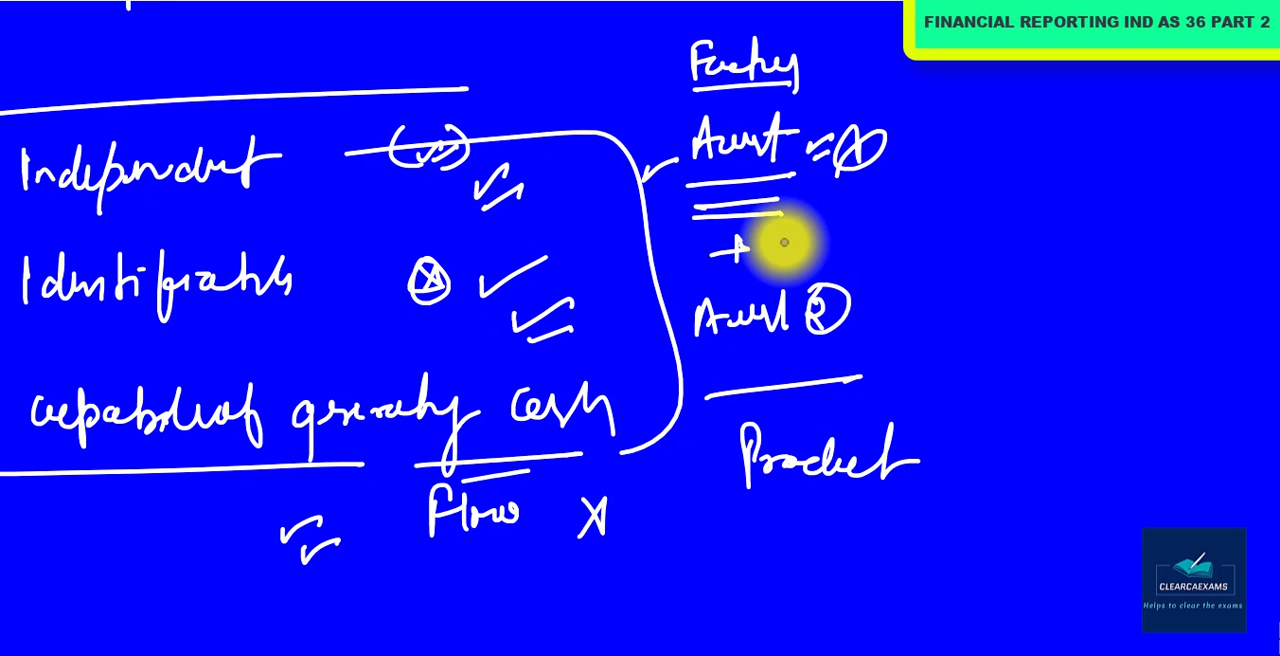 FINANCIAL REPORTING IND AS 36 PART 2
Independent
Identifiable
capable of generating cash
Flow X
Factory
Asset = A
+
Asset B
Product
CLEARCAEXAMS
Helps to clear the exams